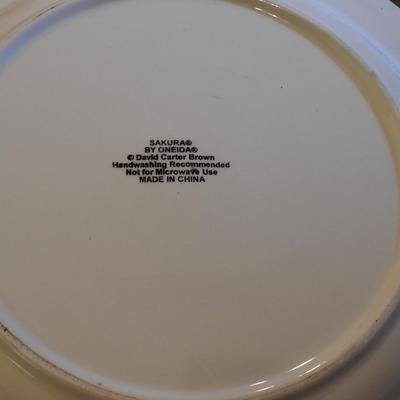 SAKURA®
BY ONEIDA®
© David Carter Brown
Handwashing Recommended
Not for Microwave Use
MADE IN CHINA